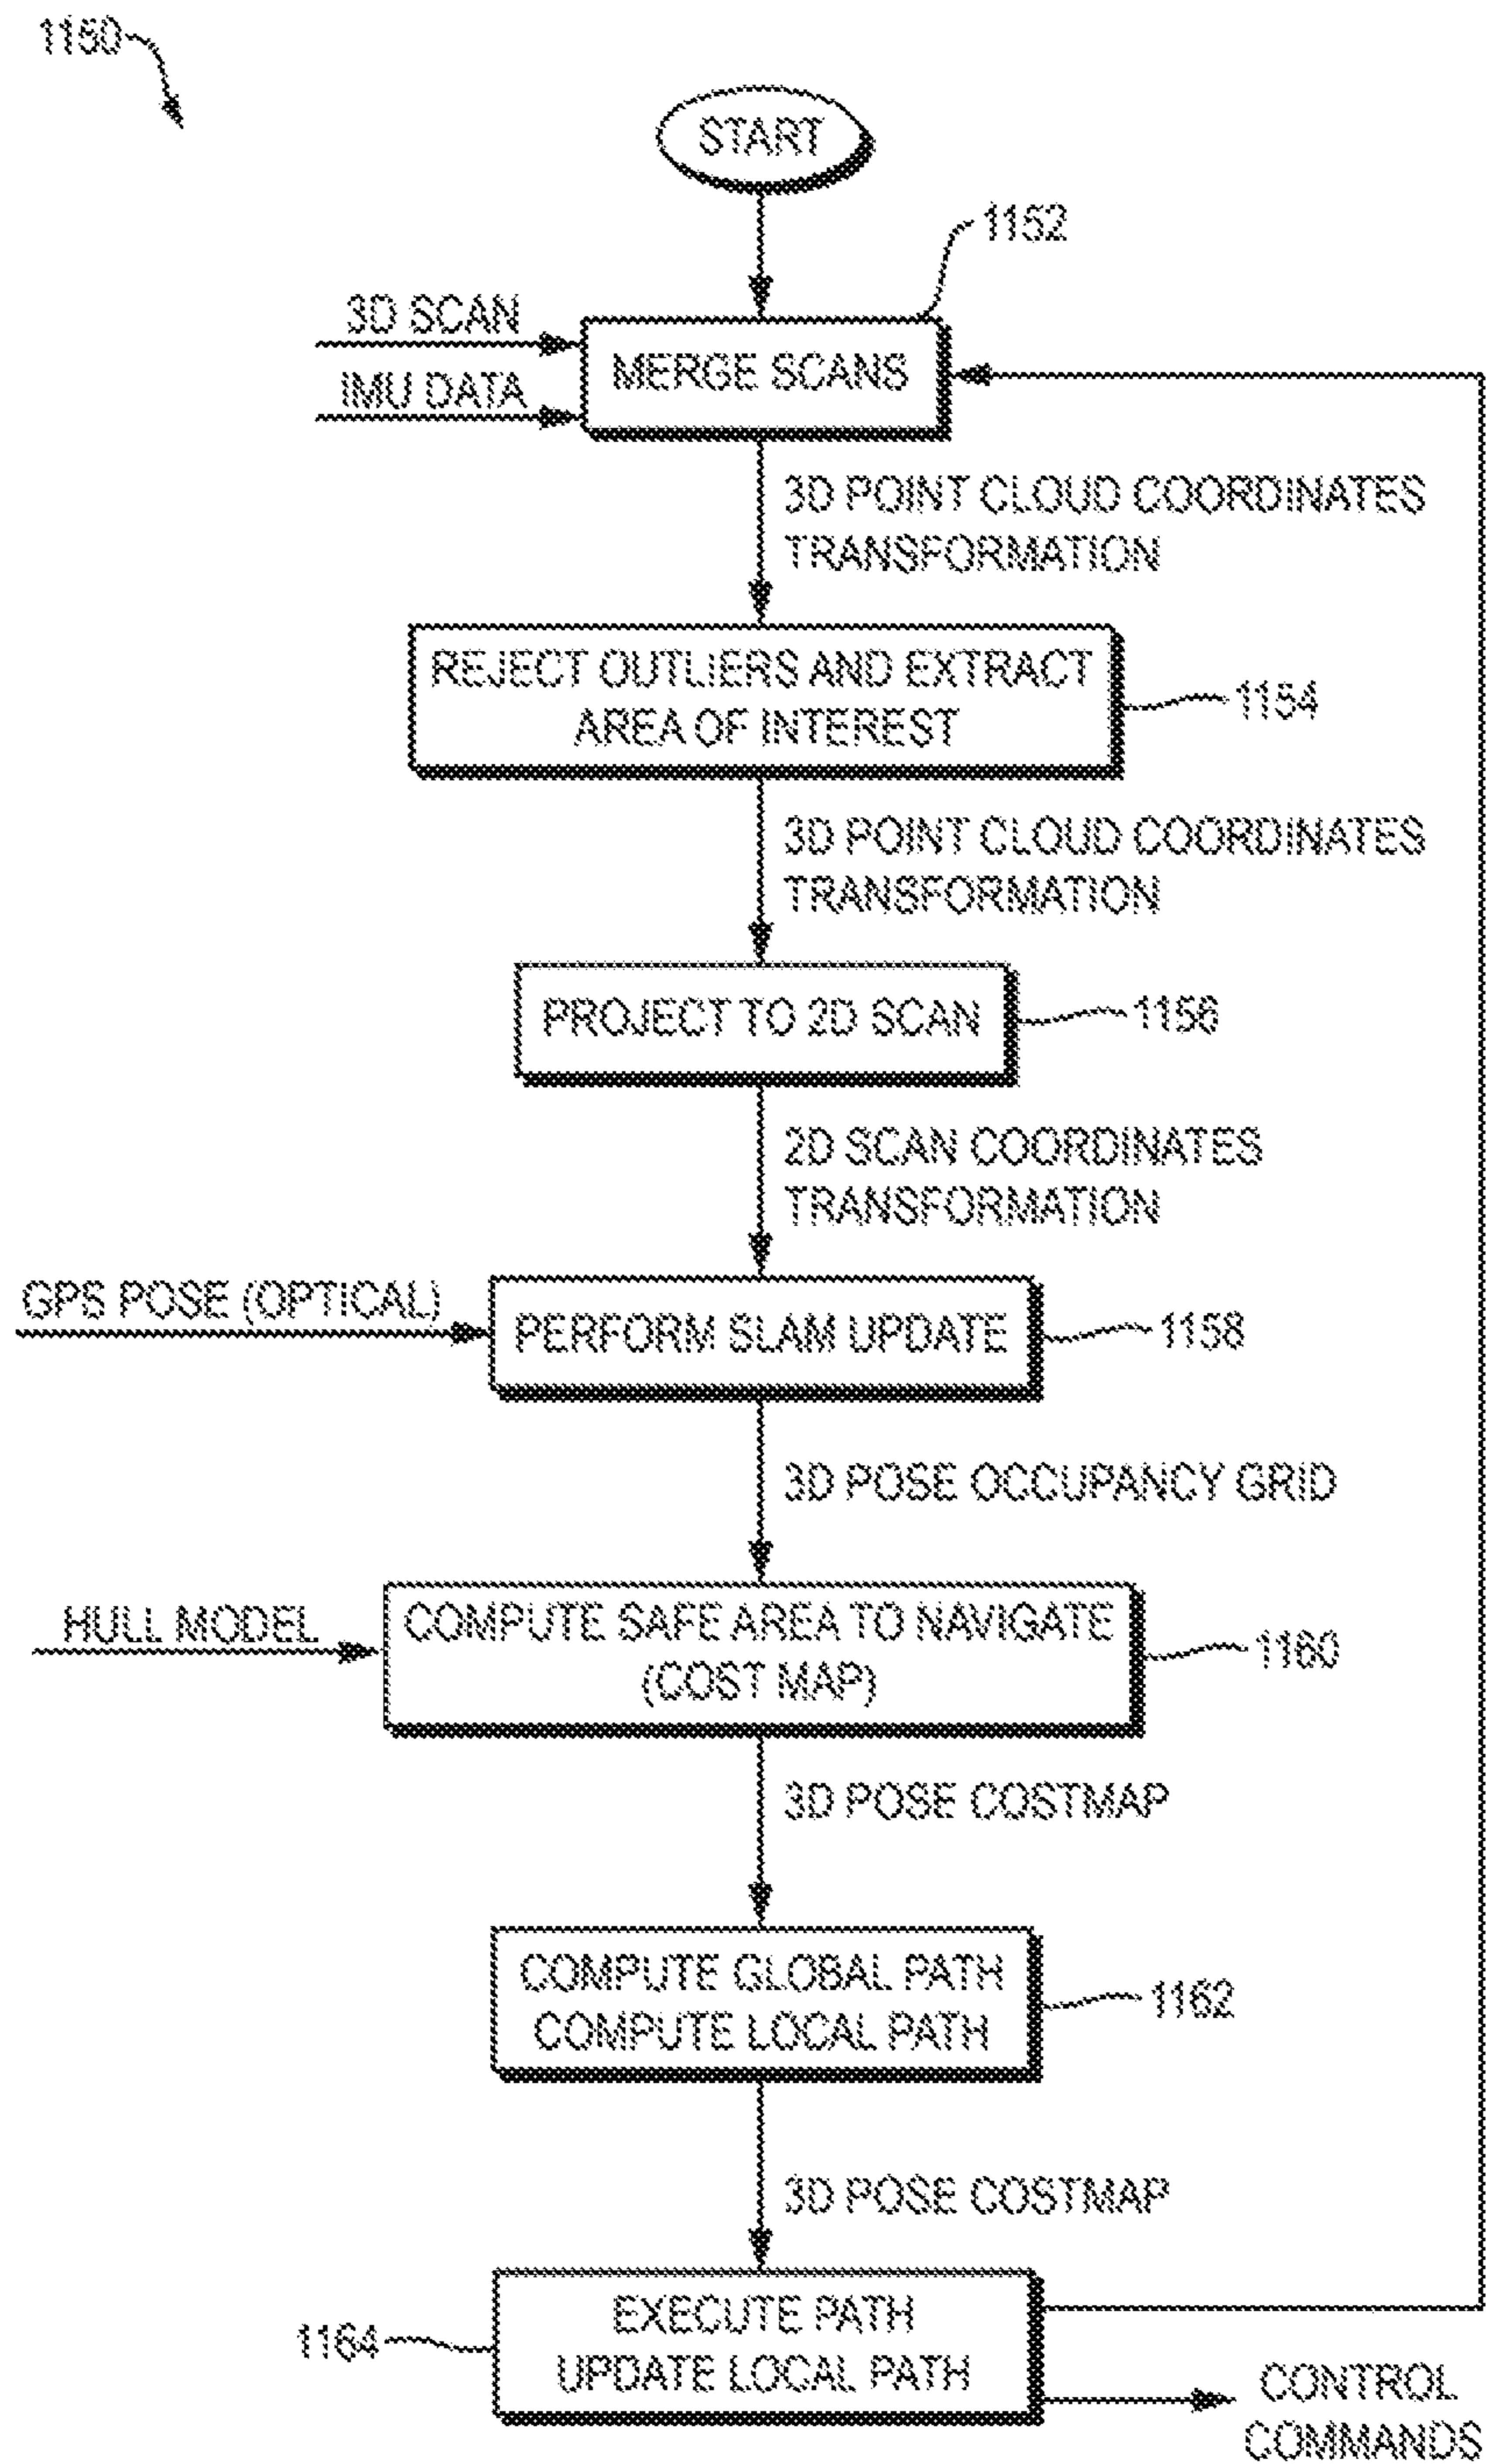 1150
START
1152
3D SCAN
IMU DATA
MERGE SCANS
3D POINT CLOUD COORDINATES
TRANSFORMATION
REJECT OUTLIERS AND EXTRACT
AREA OF INTEREST
1154
3D POINT CLOUD COORDINATES
TRANSFORMATION
PROJECT TO 2D SCAN
1156
2D SCAN COORDINATES
TRANSFORMATION
GPS POSE (OPTICAL)
PERFORM SLAM UPDATE
1158
3D POSE OCCUPANCY GRID
HULL MODEL
COMPUTE SAFE AREA TO NAVIGATE
(COST MAP)
1160
3D POSE COSTMAP
COMPUTE GLOBAL PATH
COMPUTE LOCAL PATH
1162
3D POSE COSTMAP
EXECUTE PATH
UPDATE LOCAL PATH
1164
CONTROL
COMMANDS